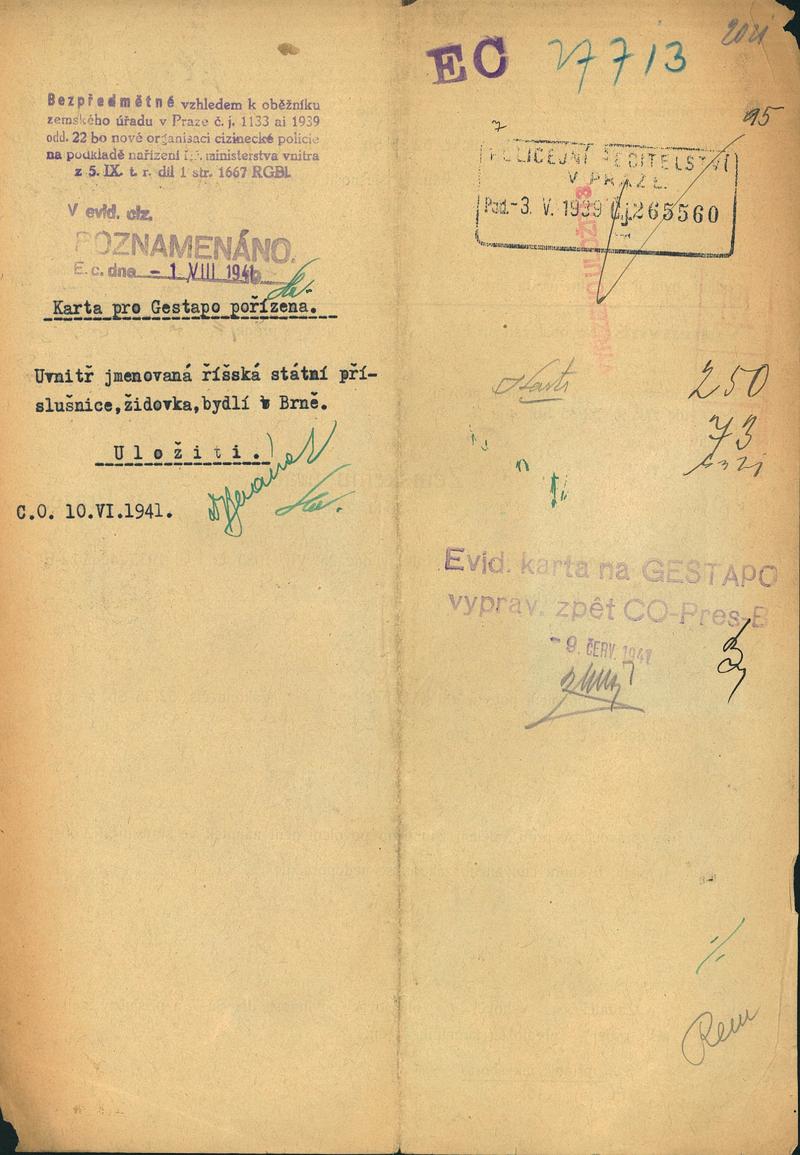 Bezpředmětné vzhledem k oběžníku
zemského úřadu v Praze č. j. 1133 ai 1939
odd. 22 bo nové organisaci cizinecké policie
na podkladě nařízení ministerstva vnitra
z 5. IX. t. r. díl 1 str. 1667 RGBl.
V evid. ciz.
POZNAMENÁNO.
E. c. dne - 1 VIII 1941
Karta pro Gestapo pořízena.
Uvnitř jmenovaná říšská státní pří-
slušnice, židovka, bydlí v Brně.
Uložiti.
C.O. 10.VI.1941.
EC 27713
2021
95
POLICEJNÍ ŘEDITELSTVÍ
V PRAZE.
Pod.-3. V. 1939 Čj. 265560
250
73
Evid. karta na GESTAPO
vyprav. zpět CO-Pres-B
- 9. ČERV. 1941
Rem